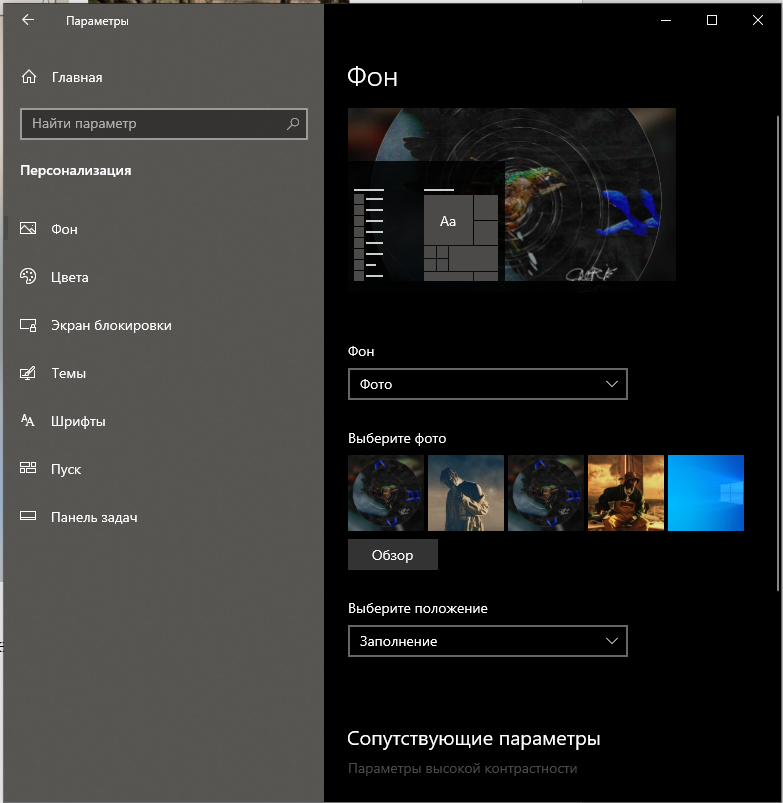 Параметры
Главная
Найти параметр
Персонализация
Фон
Цвета
Экран блокировки
Темы
Шрифты
Пуск
Панель задач
Фон
Aa
Фон
Фото
Выберите фото
Обзор
Выберите положение
Заполнение
Сопутствующие параметры
Параметры высокой контрастности